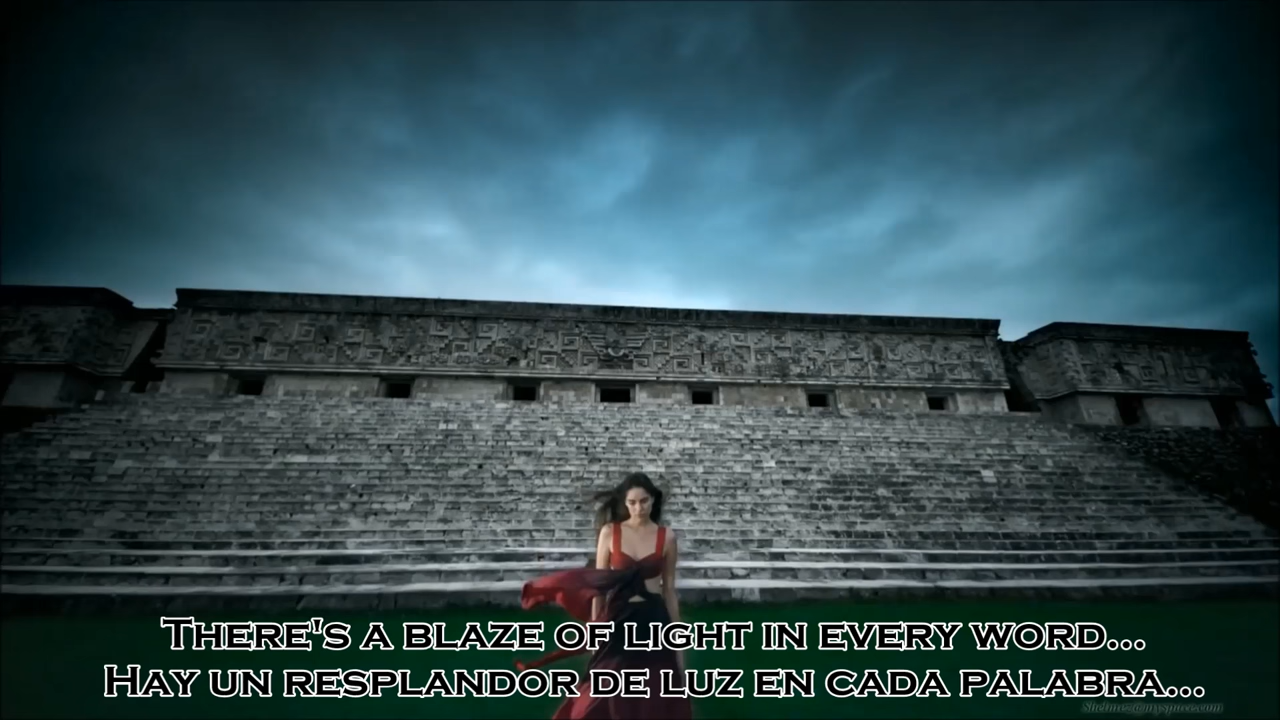 There's a blaze of light in every word...
Hay un resplandor de luz en cada palabra...